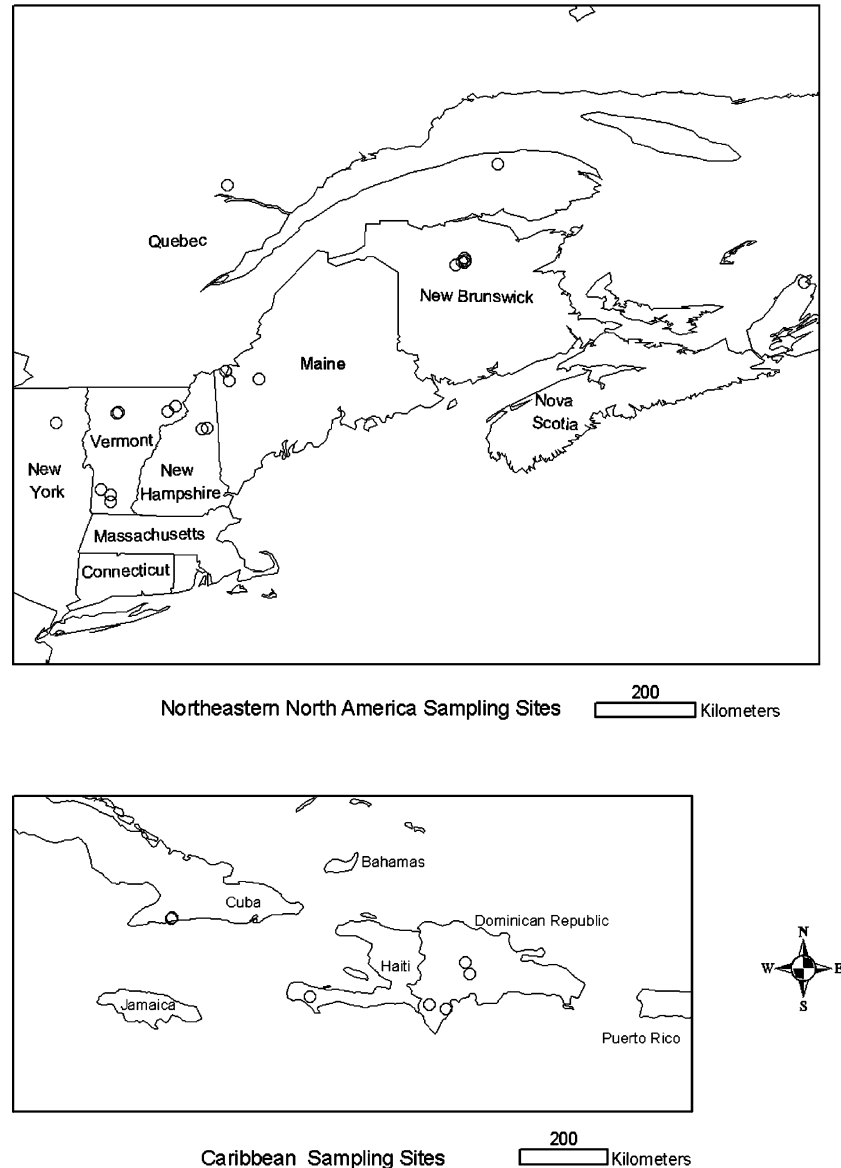 Quebec
New Brunswick
Maine
Nova
Scotia
Vermont
New
York
New
Hampshire
Massachusetts
Connecticut
Northeastern North America Sampling Sites
200
Kilometers
Bahamas
Cuba
Dominican Republic
Haiti
Jamaica
Puerto Rico
N
W
E
S
Caribbean Sampling Sites
200
Kilometers